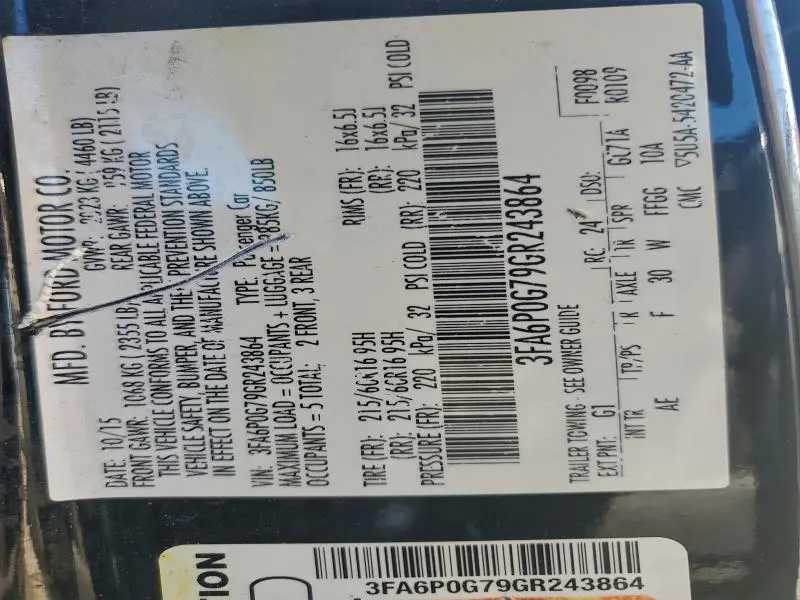 MFD. BY FORD MOTOR CO.
DATE: 10/15 GVWR: 2023 KG ( 4460 LB)
FRONT GAWR: 1068 KG ( 2355 LB) REAR GAWR: 959 KG ( 2115 LB)
THIS VEHICLE CONFORMS TO ALL APPLICABLE FEDERAL MOTOR
VEHICLE SAFETY, BUMPER, AND THEFT PREVENTION STANDARDS
IN EFFECT ON THE DATE OF MANUFACTURE SHOWN ABOVE.
VIN: 3FA6P0G79GR243864 TYPE: Passenger Car
MAXIMUM LOAD = OCCUPANTS + LUGGAGE = 385KG/ 850LB
OCCUPANTS = 5 TOTAL: 2 FRONT, 3 REAR
TIRE (FR): 215/60R16 95H RIMS (FR): 16x6.5J
(RR): 215/60R16 95H (RR): 16x6.5J
PRESSURE (FR): 220 kPa/ 32 PSI COLD (RR): 220 kPa/ 32 PSI COLD
3FA6P0G79GR243864
TRAILER TOWING - SEE OWNER GUIDE
EXT PNT: G1 RC: 24 DSO: F0098
R0109
INT TR TP/PS R AXLE TR SPR GC77A
AE F 30 W FFGG 10A
CMC ▽5U5A-5420472-AA
3FA6P0G79GR243864